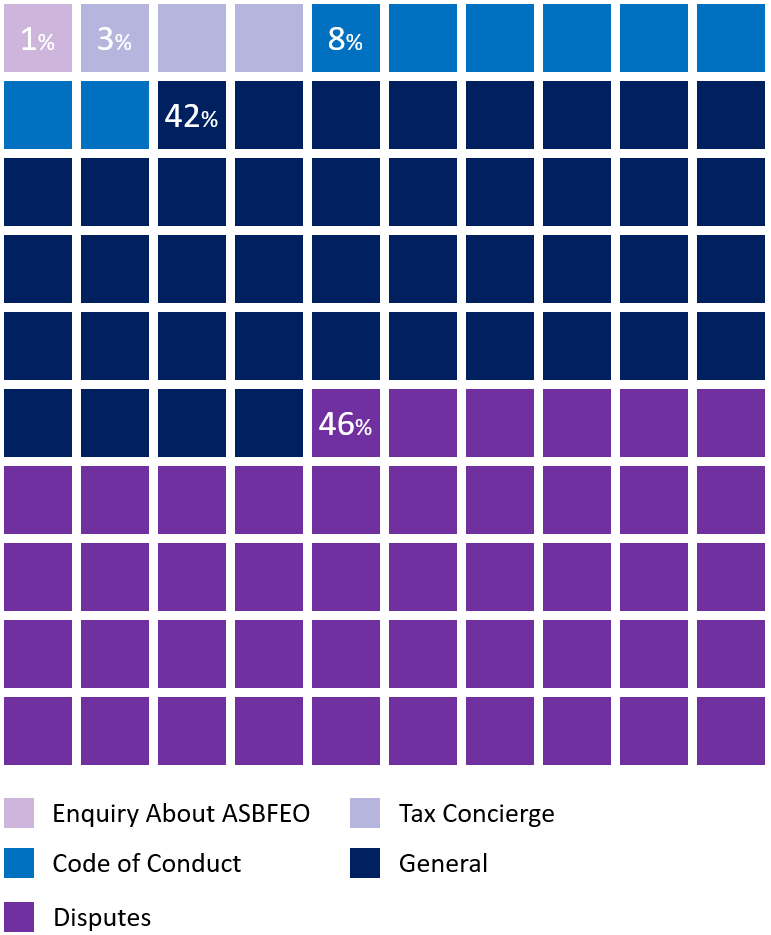 1% 3% 8%
42%
46%
Enquiry About ASBFEO Tax Concierge
Code of Conduct General
Disputes